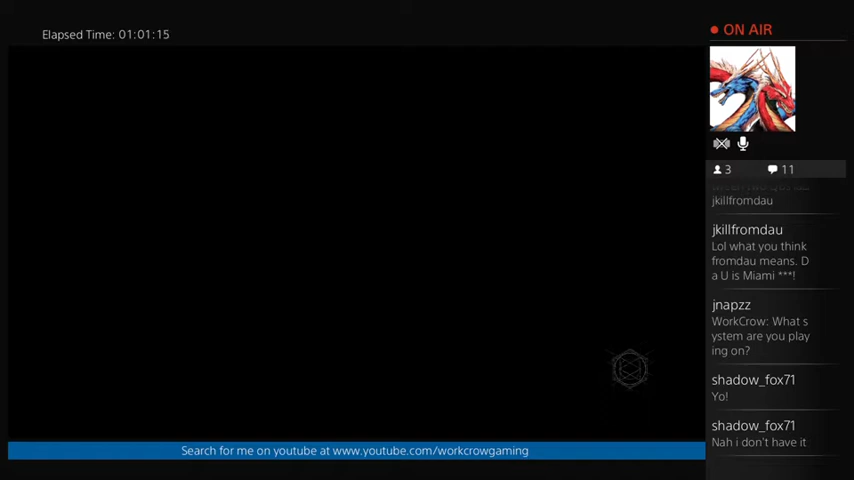 Elapsed Time: 01:01:15
ON AIR
3
11
jkillfromdau
jkillfromdau
Lol what you think
fromdau means. D
a U is Miami ***!
jnapzz
WorkCrow: What s
ystem are you play
ing on?
shadow_fox71
Yo!
shadow_fox71
Nah i don't have it
Search for me on youtube at www.youtube.com/workcrowgaming